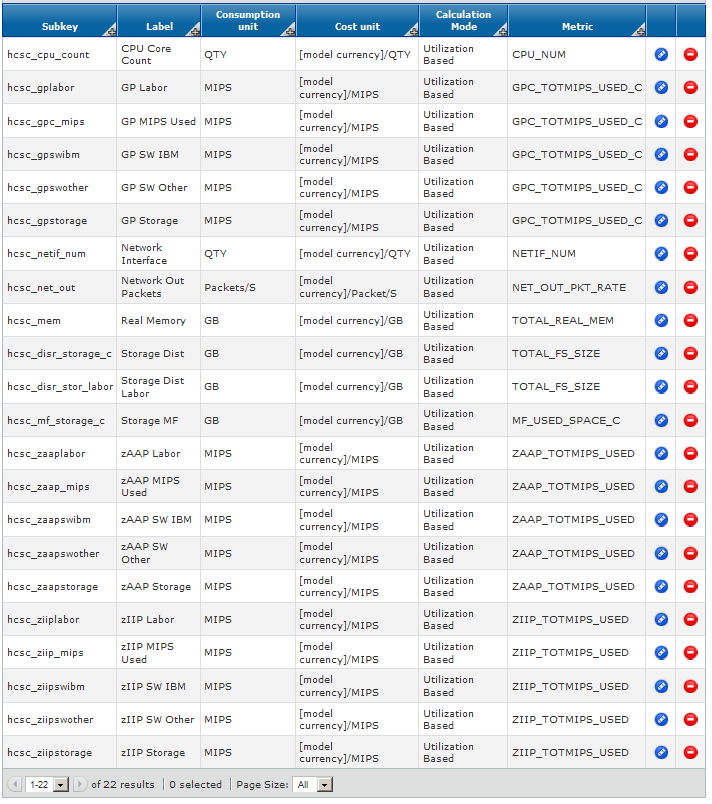 Subkey Label Consumption unit Cost unit Calculation Mode Metric
hcsc_cpu_count CPU Core Count QTY [model currency]/QTY Utilization Based CPU_NUM
hcsc_gplabor GP Labor MIPS [model currency]/MIPS Utilization Based GPC_TOTMIPS_USED_C
hcsc_gpc_mips GP MIPS Used MIPS [model currency]/MIPS Utilization Based GPC_TOTMIPS_USED_C
hcsc_gpswibm GP SW IBM MIPS [model currency]/MIPS Utilization Based GPC_TOTMIPS_USED_C
hcsc_gpswother GP SW Other MIPS [model currency]/MIPS Utilization Based GPC_TOTMIPS_USED_C
hcsc_gpstorage GP Storage MIPS [model currency]/MIPS Utilization Based GPC_TOTMIPS_USED_C
hcsc_netif_num Network Interface QTY [model currency]/QTY Utilization Based NETIF_NUM
hcsc_net_out Network Out Packets Packets/S [model currency]/Packet/S Utilization Based NET_OUT_PKT_RATE
hcsc_mem Real Memory GB [model currency]/GB Utilization Based TOTAL_REAL_MEM
hcsc_disr_storage_c Storage Dist GB [model currency]/GB Utilization Based TOTAL_FS_SIZE
hcsc_disr_stor_labor Storage Dist Labor GB [model currency]/GB Utilization Based TOTAL_FS_SIZE
hcsc_mf_storage_c Storage MF GB [model currency]/GB Utilization Based MF_USED_SPACE_C
hcsc_zaaplabor zAAP Labor MIPS [model currency]/MIPS Utilization Based ZAAP_TOTMIPS_USED
hcsc_zaap_mips zAAP MIPS Used MIPS [model currency]/MIPS Utilization Based ZAAP_TOTMIPS_USED
hcsc_zaapswibm zAAP SW IBM MIPS [model currency]/MIPS Utilization Based ZAAP_TOTMIPS_USED
hcsc_zaapswother zAAP SW Other MIPS [model currency]/MIPS Utilization Based ZAAP_TOTMIPS_USED
hcsc_zaapstorage zAAP Storage MIPS [model currency]/MIPS Utilization Based ZAAP_TOTMIPS_USED
hcsc_ziiplabor zIIP Labor MIPS [model currency]/MIPS Utilization Based ZIIP_TOTMIPS_USED
hcsc_ziip_mips zIIP MIPS Used MIPS [model currency]/MIPS Utilization Based ZIIP_TOTMIPS_USED
hcsc_ziipswibm zIIP SW IBM MIPS [model currency]/MIPS Utilization Based ZIIP_TOTMIPS_USED
hcsc_ziipswother zIIP SW Other MIPS [model currency]/MIPS Utilization Based ZIIP_TOTMIPS_USED
hcsc_ziipstorage zIIP Storage MIPS [model currency]/MIPS Utilization Based ZIIP_TOTMIPS_USED
1-22 of 22 results | 0 selected | Page Size: All